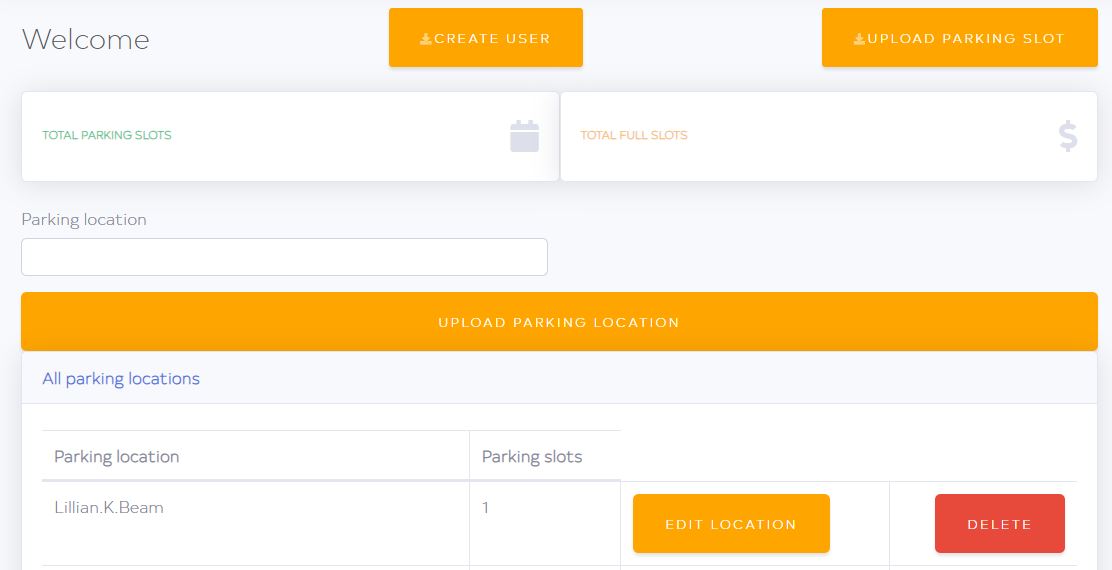 Welcome
CREATE USER
UPLOAD PARKING SLOT
TOTAL PARKING SLOTS
TOTAL FULL SLOTS
Parking location
UPLOAD PARKING LOCATION
All parking locations
Parking location Parking slots
Lillian.K.Beam 1 EDIT LOCATION DELETE